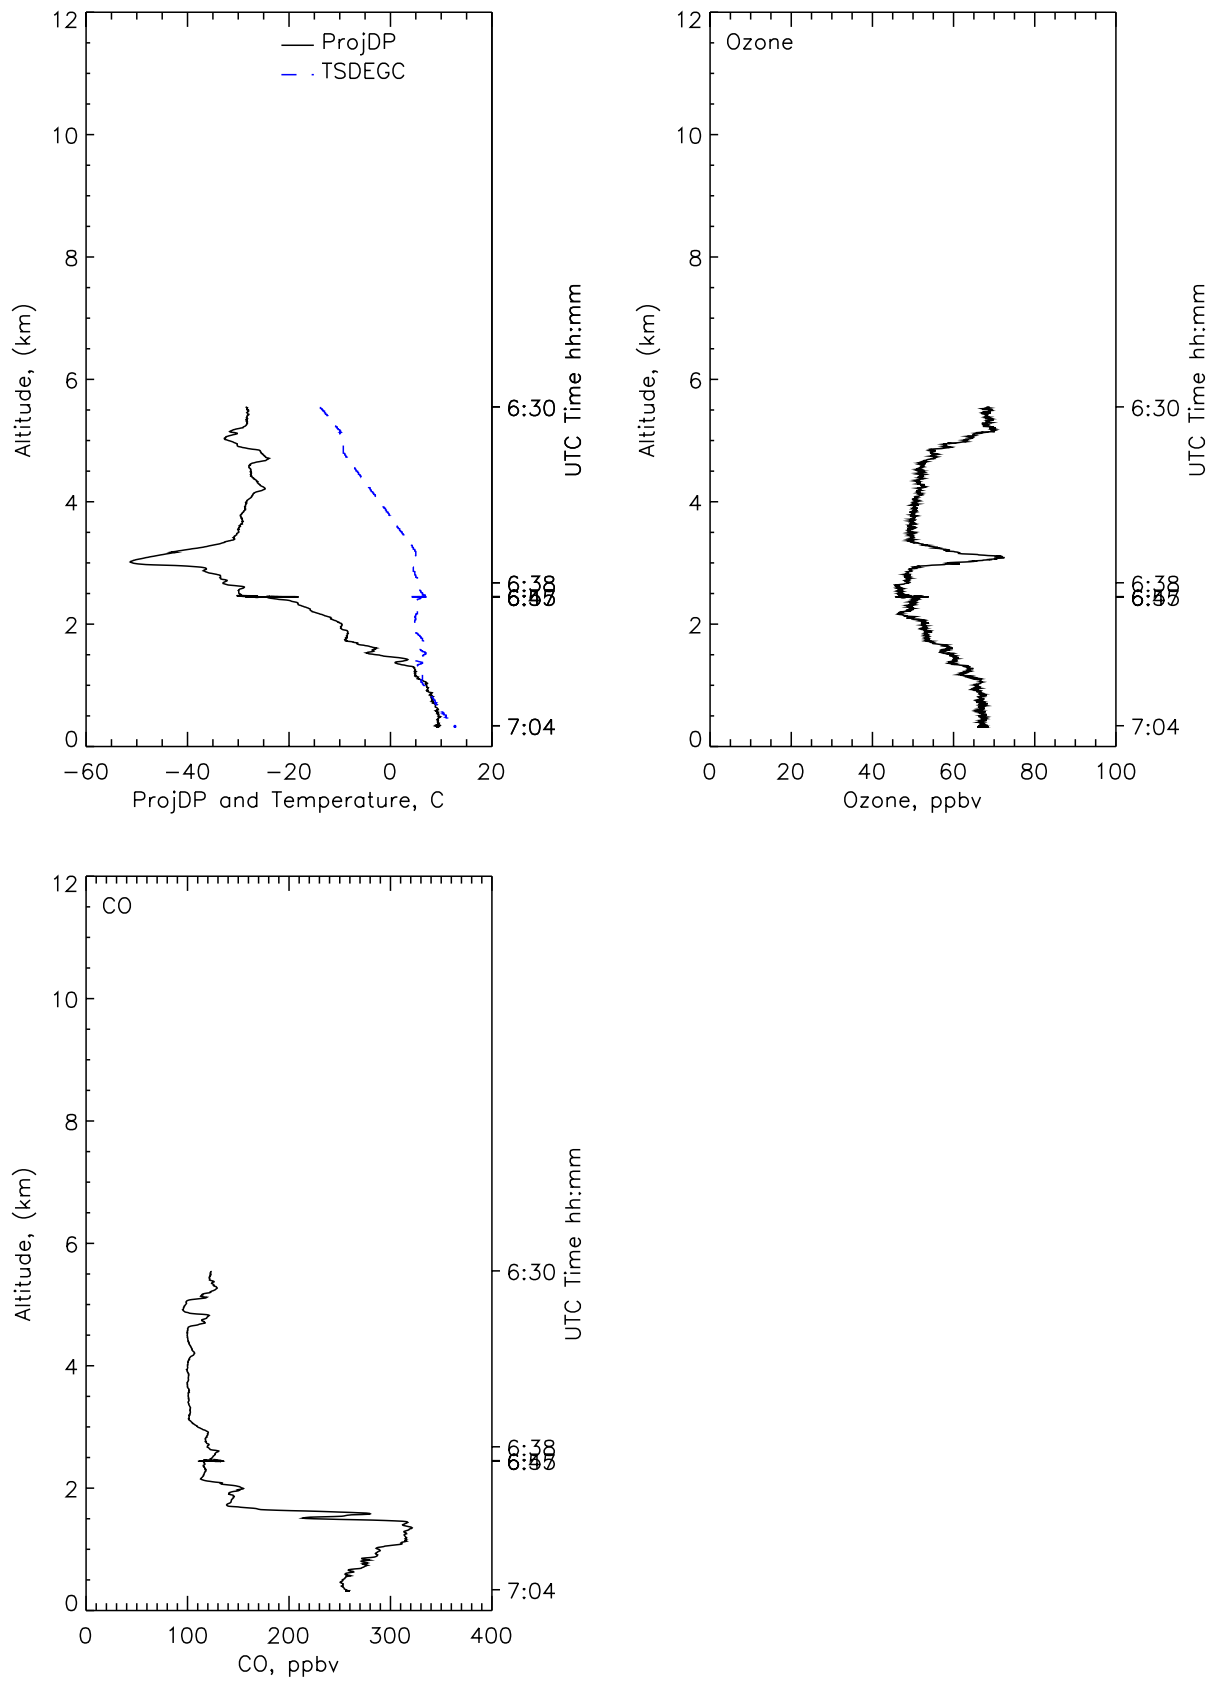 12
10
8
6
4
2
0
Altitude, (km)
ProjDP
TSDEGC
6:30
6:38
7:04
UTC Time hh:mm
−60 −40 −20 0 20
ProjDP and Temperature, C
12
10
8
6
4
2
0
Altitude, (km)
Ozone
6:30
6:38
7:04
UTC Time hh:mm
0 20 40 60 80 100
Ozone, ppbv
12
10
8
6
4
2
0
Altitude, (km)
CO
6:30
6:38
7:04
UTC Time hh:mm
0 100 200 300 400
CO, ppbv